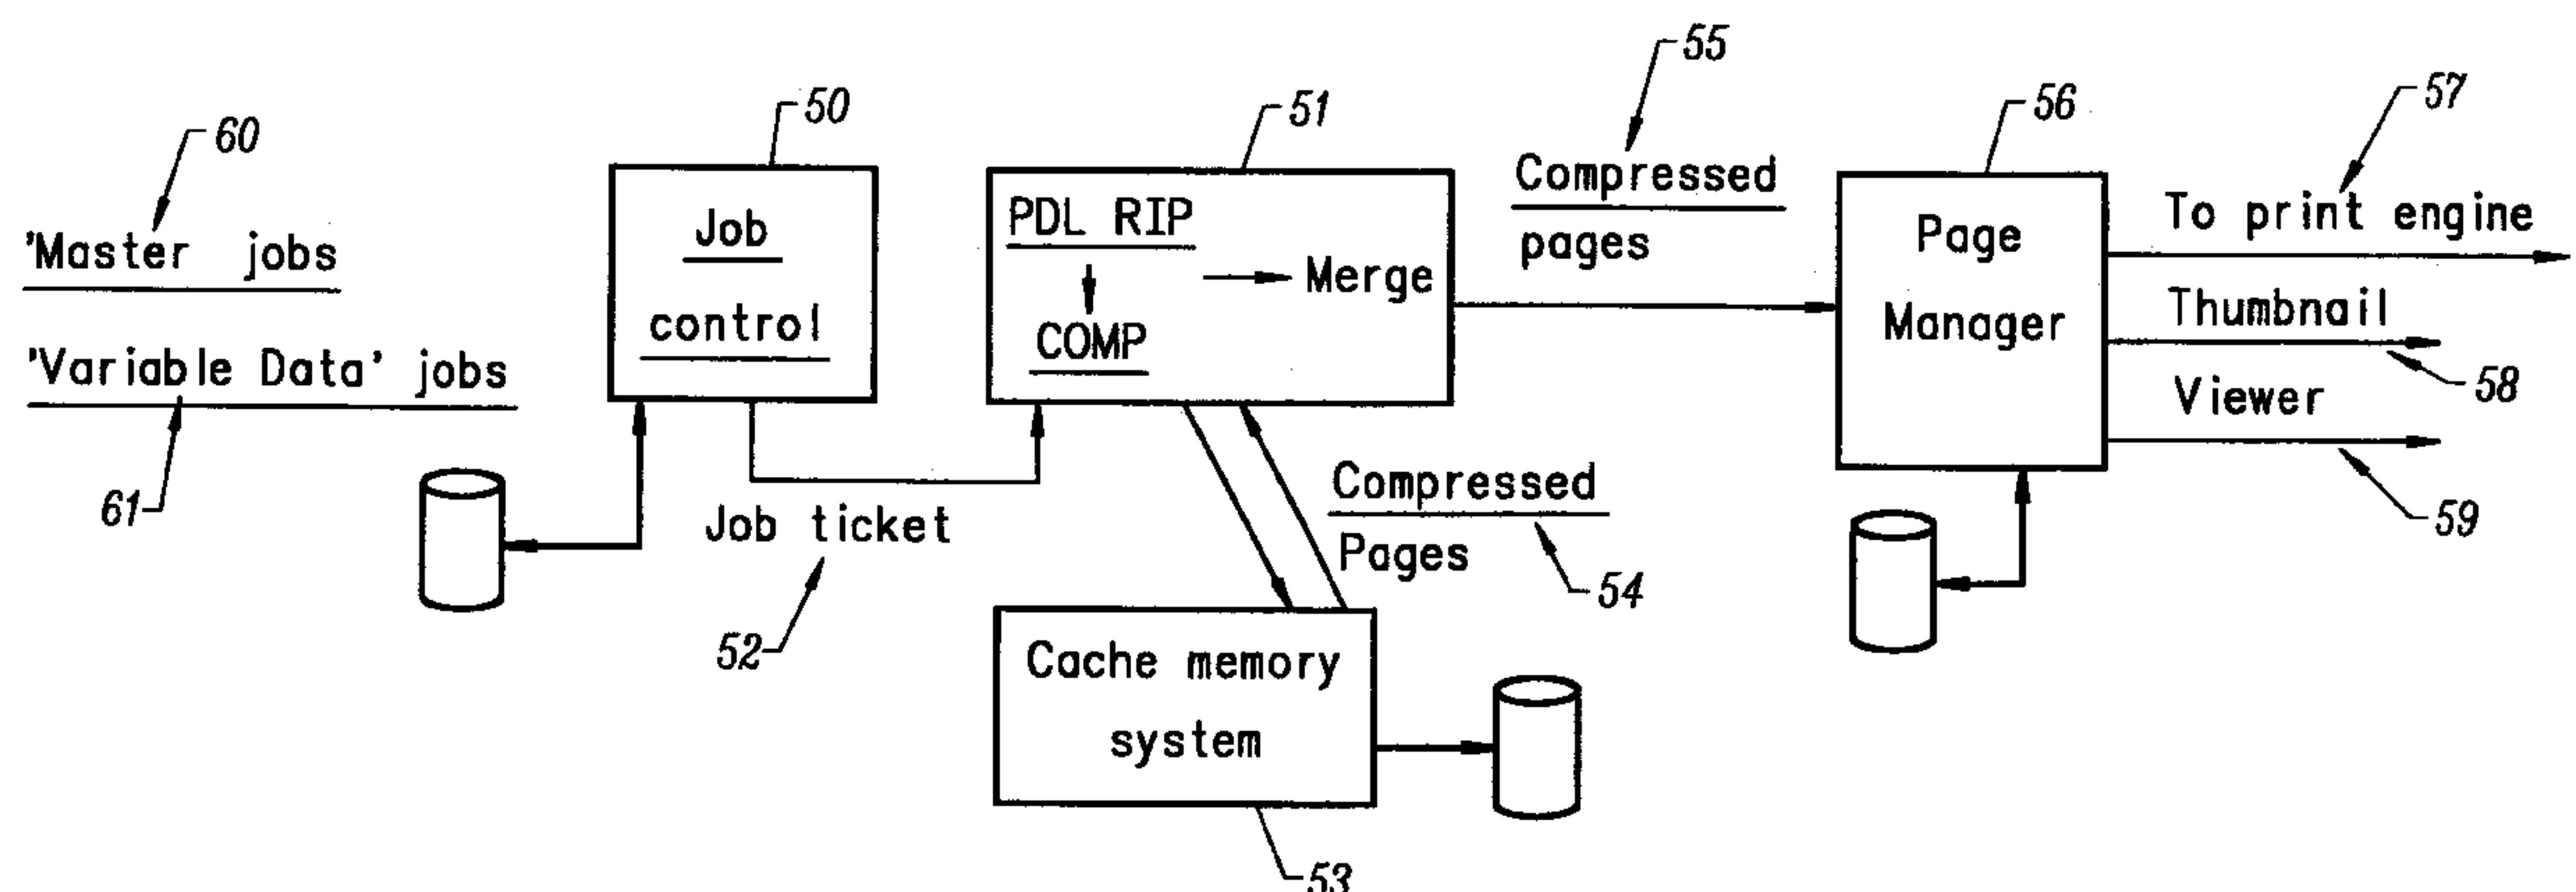 60
'Master jobs
'Variable Data' jobs
61
50
Job
control
Job ticket
52
51
PDL RIP
COMP
Merge
55
Compressed
pages
Compressed
Pages
54
Cache memory
system
53
56
Page
Manager
57
To print engine
Thumbnail
58
Viewer
59